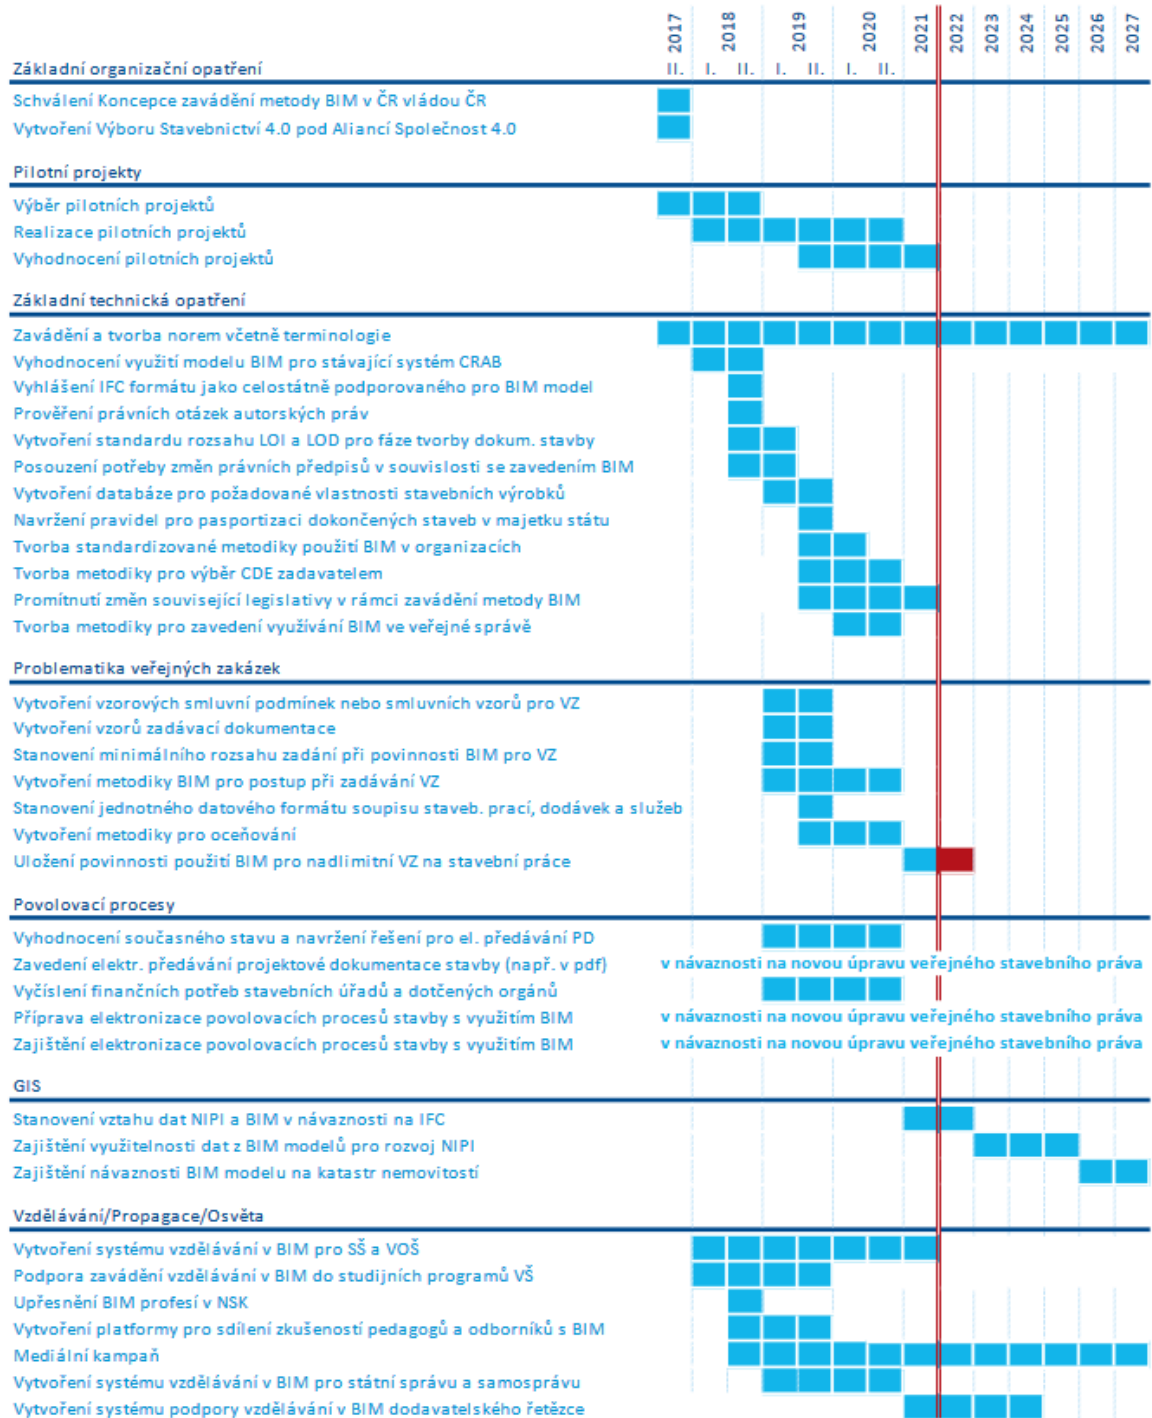 2017 2018 2019 2020 2021 2022 2023 2024 2025 2026 2027
Základní organizační opatření II. I. II. I. II. I. II.
Schválení Koncepce zavádění metody BIM v ČR vládou ČR
Vytvoření Výboru Stavebnictví 4.0 pod Aliancí Společnost 4.0
Pilotní projekty
Výběr pilotních projektů
Realizace pilotních projektů
Vyhodnocení pilotních projektů
Základní technická opatření
Zavádění a tvorba norem včetně terminologie
Vyhodnocení využití modelu BIM pro stávající systém CRAB
Vyhlášení IFC formátu jako celostátně podporovaného pro BIM model
Prověření právních otázek autorských práv
Vytvoření standardu rozsahu LOI a LOD pro fáze tvorby dokum. stavby
Posouzení potřeby změn právních předpisů v souvislosti se zavedením BIM
Vytvoření databáze pro požadované vlastnosti stavebních výrobků
Navržení pravidel pro pasportizaci dokončených staveb v majetku státu
Tvorba standardizované metodiky použití BIM v organizacích
Tvorba metodiky pro výběr CDE zadavatelem
Promítnutí změn související legislativy v rámci zavádění metody BIM
Tvorba metodiky pro zavedení využívání BIM ve veřejné správě
Problematika veřejných zakázek
Vytvoření vzorových smluvní podmínek nebo smluvních vzorů pro VZ
Vytvoření vzorů zadávací dokumentace
Stanovení minimálního rozsahu zadání při povinnosti BIM pro VZ
Vytvoření metodiky BIM pro postup při zadávání VZ
Stanovení jednotného datového formátu soupisu staveb. prací, dodávek a služeb
Vytvoření metodiky pro oceňování
Uložení povinnosti použití BIM pro nadlimitní VZ na stavební práce
Povolovací procesy
Vyhodnocení současného stavu a navržení řešení pro el. předávání PD
Zavedení elektr. předávání projektové dokumentace stavby (např. v pdf) v návaznosti na novou úpravu veřejného stavebního práva
Vyčíslení finančních potřeb stavebních úřadů a dotčených orgánů
Příprava elektronizace povolovacích procesů stavby s využitím BIM v návaznosti na novou úpravu veřejného stavebního práva
Zajištění elektronizace povolovacích procesů stavby s využitím BIM v návaznosti na novou úpravu veřejného stavebního práva
GIS
Stanovení vztahu dat NIPI a BIM v návaznosti na IFC
Zajištění využitelnosti dat z BIM modelů pro rozvoj NIPI
Zajištění návaznosti BIM modelu na katastr nemovitostí
Vzdělávání/Propagace/Osvěta
Vytvoření systému vzdělávání v BIM pro SŠ a VOŠ
Podpora zavádění vzdělávání v BIM do studijních programů VŠ
Upřesnění BIM profesí v NSK
Vytvoření platformy pro sdílení zkušeností pedagogů a odborníků s BIM
Mediální kampaň
Vytvoření systému vzdělávání v BIM pro státní správu a samosprávu
Vytvoření systému podpory vzdělávání v BIM dodavatelského řetězce